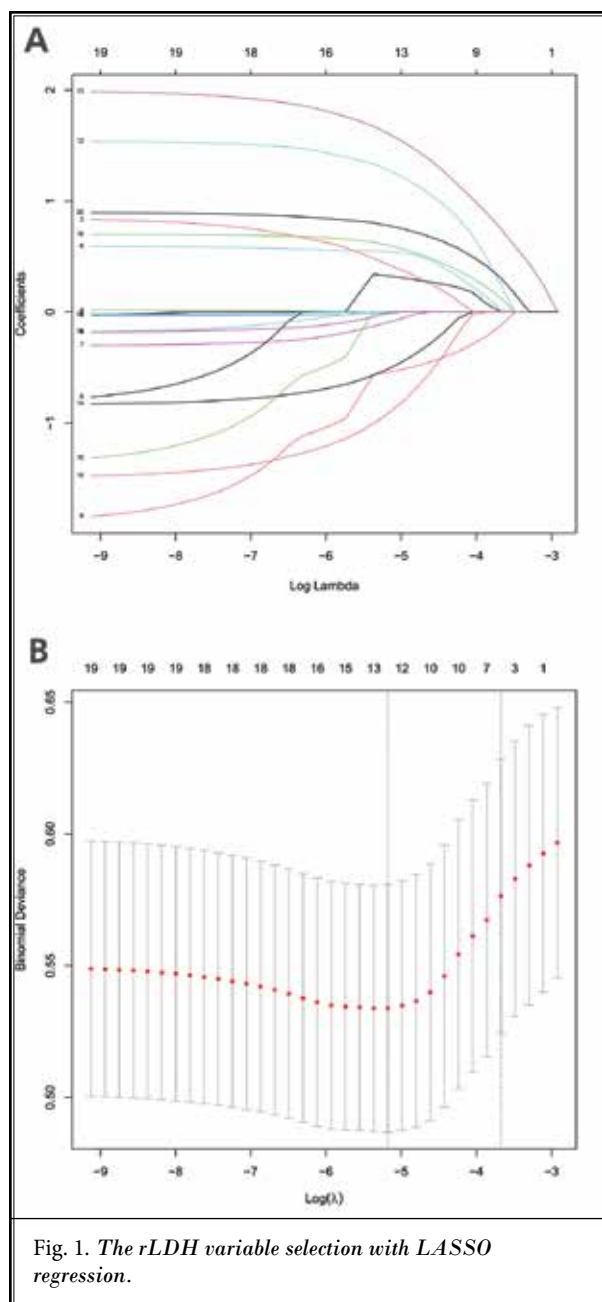 A
19 19 18 16 13 9 1
2
1
0
-1
Coefficients
-9 -8 -7 -6 -5 -4 -3
Log Lambda
B
19 19 19 19 18 18 18 18 18 16 15 13 12 10 10 7 3 1
0.65
0.60
0.55
0.50
Binomial Deviance
-9 -8 -7 -6 -5 -4 -3
Log(λ)
Fig. 1. The rLDH variable selection with LASSO
regression.